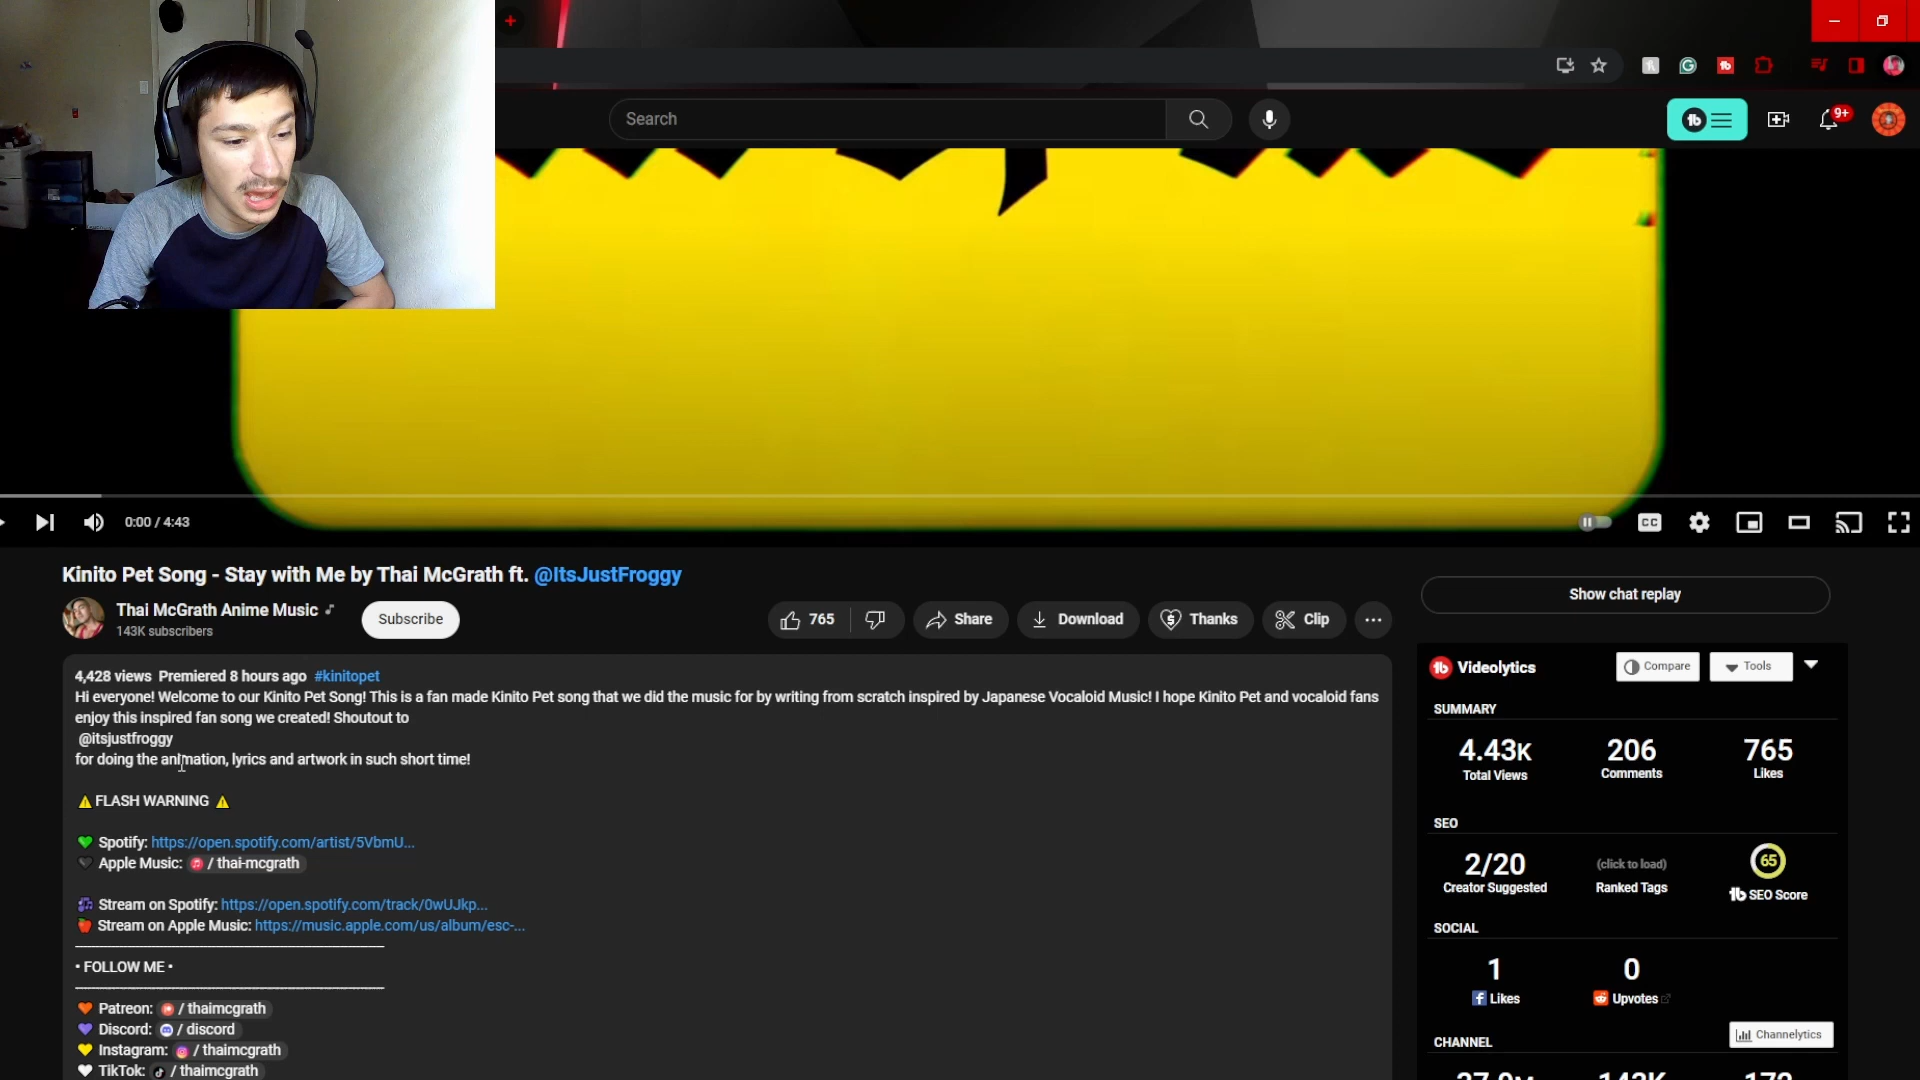 Search
9+
0:00 / 4:43
CC
Kinito Pet Song - Stay with Me by Thai McGrath ft. @ItsJustFroggy
Thai McGrath Anime Music
143K subscribers
Subscribe
765
Share
Download
Thanks
Clip
Show chat replay
4,428 views Premiered 8 hours ago #kinitopet
Hi everyone! Welcome to our Kinito Pet Song! This is a fan made Kinito Pet song that we did the music for by writing from scratch inspired by Japanese Vocaloid Music! I hope Kinito Pet and vocaloid fans
enjoy this inspired fan song we created! Shoutout to
@itsjustfroggy
for doing the animation, lyrics and artwork in such short time!
FLASH WARNING
Spotify: https://open.spotify.com/artist/5VbmU...
Apple Music: / thai-mcgrath
Stream on Spotify: https://open.spotify.com/track/0wUJkp...
Stream on Apple Music: https://music.apple.com/us/album/esc-...
• FOLLOW ME •
Patreon: / thaimcgrath
Discord: / discord
Instagram: / thaimcgrath
TikTok: / thaimcgrath
Videolytics
Compare
Tools
SUMMARY
4.43K
Total Views
206
Comments
765
Likes
SEO
2/20
Creator Suggested
(click to load)
Ranked Tags
65
SEO Score
SOCIAL
1
Likes
0
Upvotes
CHANNEL
Channelytics